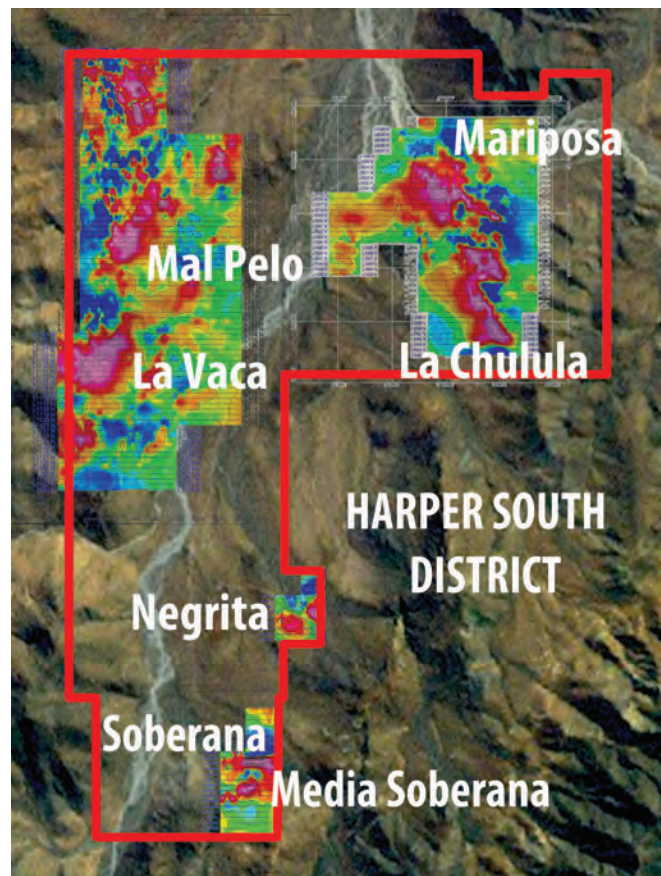 Mariposa
Mal Pelo
La Vaca
La Chulula
HARPER SOUTH
DISTRICT
Negrita
Soberana
Media Soberana